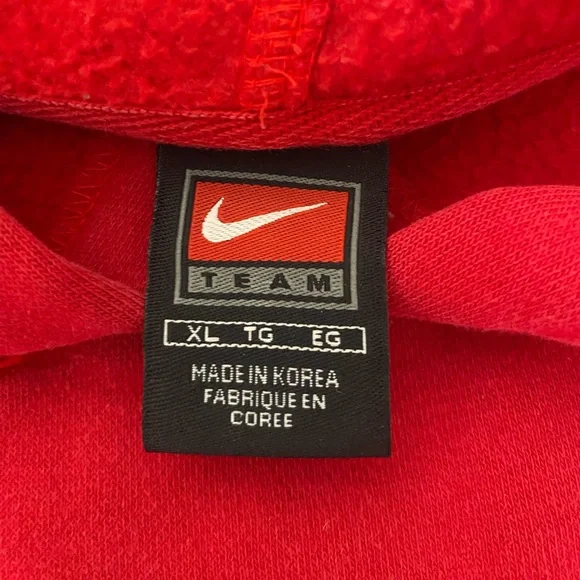 TEAM
XL TG EG
MADE IN KOREA
FABRIQUE EN
COREE